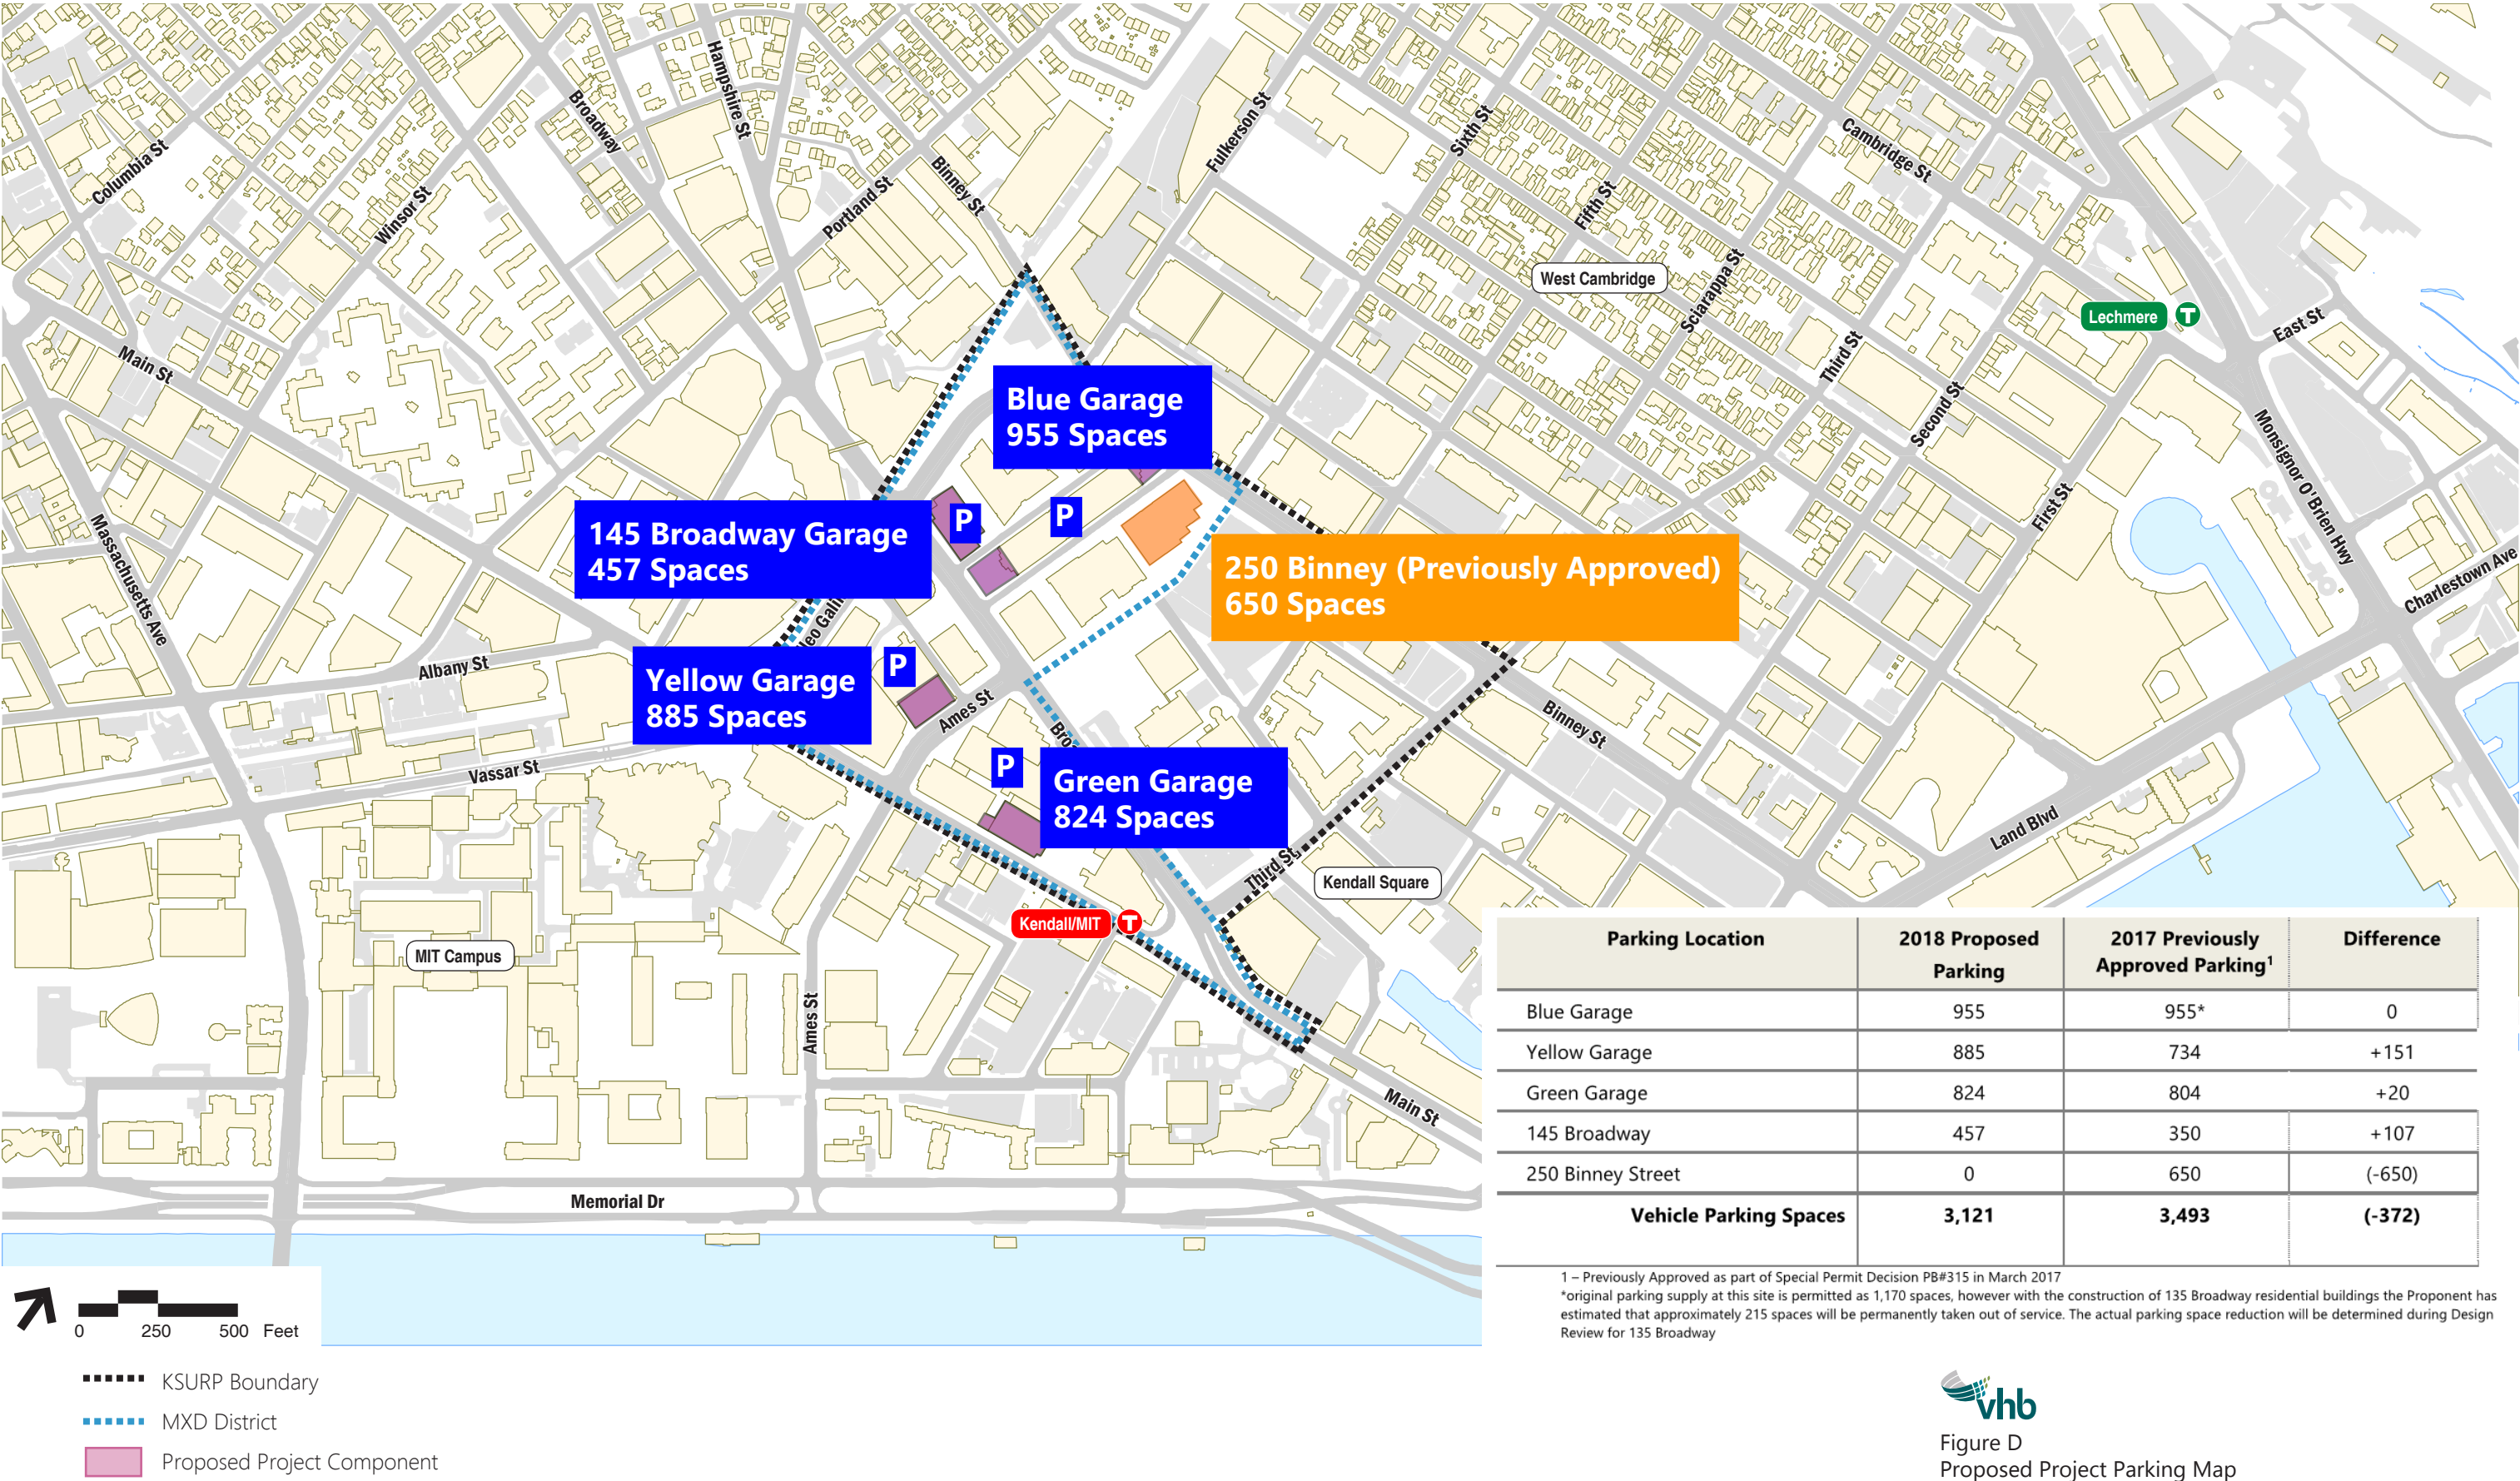 Hampshire St
Broadway
Columbia St
Winsor St
Portland St
Binney St
Fulkerson St
Sixth St
Fifth St
Cambridge St
West Cambridge
Sciarappa St
Third St
Second St
Lechmere T
East St
Monsignor O'Brien Hwy
First St
Charlestown Ave
Main St
Massachusetts Ave
Albany St
Vassar St
Blue Garage
955 Spaces
145 Broadway Garage
457 Spaces
P
P
250 Binney (Previously Approved)
650 Spaces
Yellow Garage
885 Spaces
P
Ames St
Binney St
P
Green Garage
824 Spaces
Land Blvd
Third St
Kendall Square
Kendall/MIT T
MIT Campus
Ames St
Main St
Memorial Dr
Parking Location 2018 Proposed Parking 2017 Previously Approved Parking1 Difference
Blue Garage 955 955* 0
Yellow Garage 885 734 +151
Green Garage 824 804 +20
145 Broadway 457 350 +107
250 Binney Street 0 650 (-650)
Vehicle Parking Spaces 3,121 3,493 (-372)
1 – Previously Approved as part of Special Permit Decision PB#315 in March 2017
*original parking supply at this site is permitted as 1,170 spaces, however with the construction of 135 Broadway residential buildings the Proponent has
estimated that approximately 215 spaces will be permanently taken out of service. The actual parking space reduction will be determined during Design
Review for 135 Broadway
0 250 500 Feet
KSURP Boundary
MXD District
Proposed Project Component
vhb
Figure D
Proposed Project Parking Map